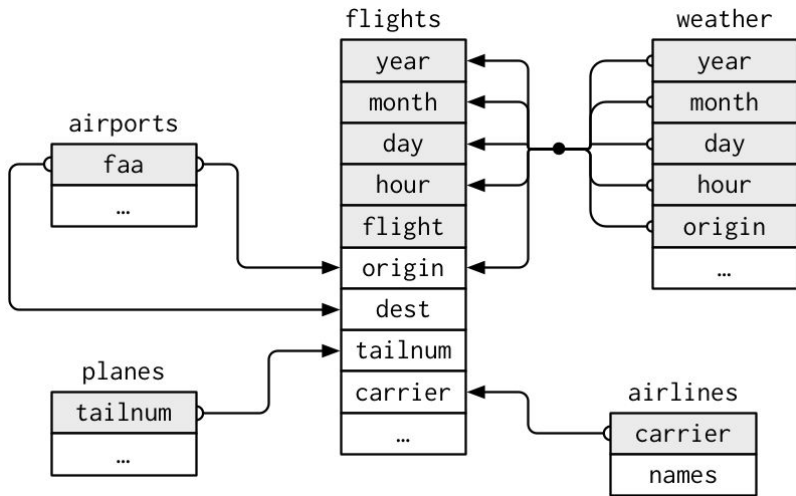 flights
year
month
day
hour
flight
origin
dest
tailnum
carrier
…
weather
year
month
day
hour
origin
…
airports
faa
…
planes
tailnum
…
airlines
carrier
names